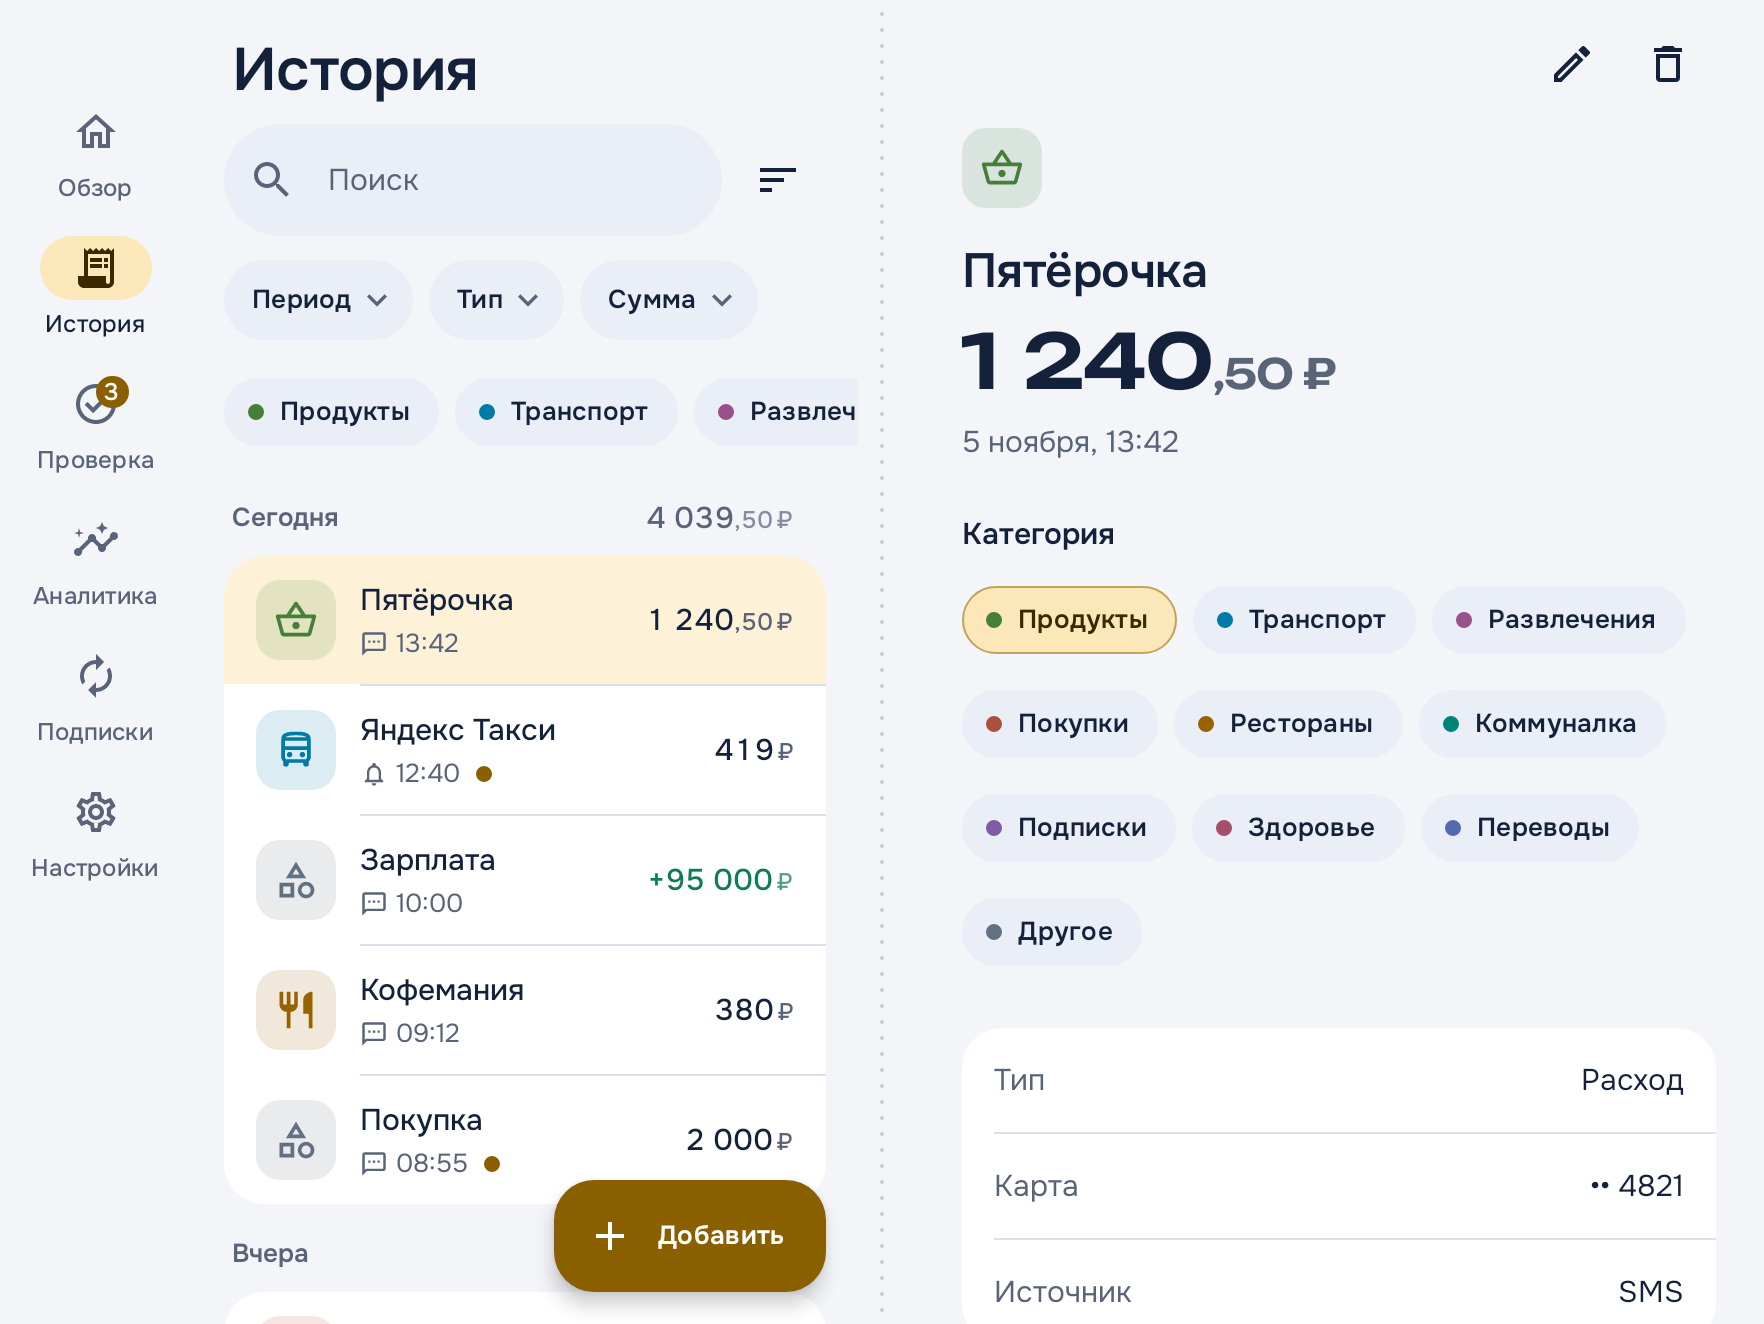 Обзор
История
3
Проверка
Аналитика
Подписки
Настройки
История
Поиск
Период
Тип
Сумма
Продукты
Транспорт
Развлеч
Сегодня
4 039,50 ₽
Пятёрочка
13:42
1 240,50 ₽
Яндекс Такси
12:40
419 ₽
Зарплата
10:00
+95 000 ₽
Кофемания
09:12
380 ₽
Покупка
08:55
2 000 ₽
Вчера
Добавить
Пятёрочка
1 240,50 ₽
5 ноября, 13:42
Категория
Продукты
Транспорт
Развлечения
Покупки
Рестораны
Коммуналка
Подписки
Здоровье
Переводы
Другое
Тип
Расход
Карта
•• 4821
Источник
SMS